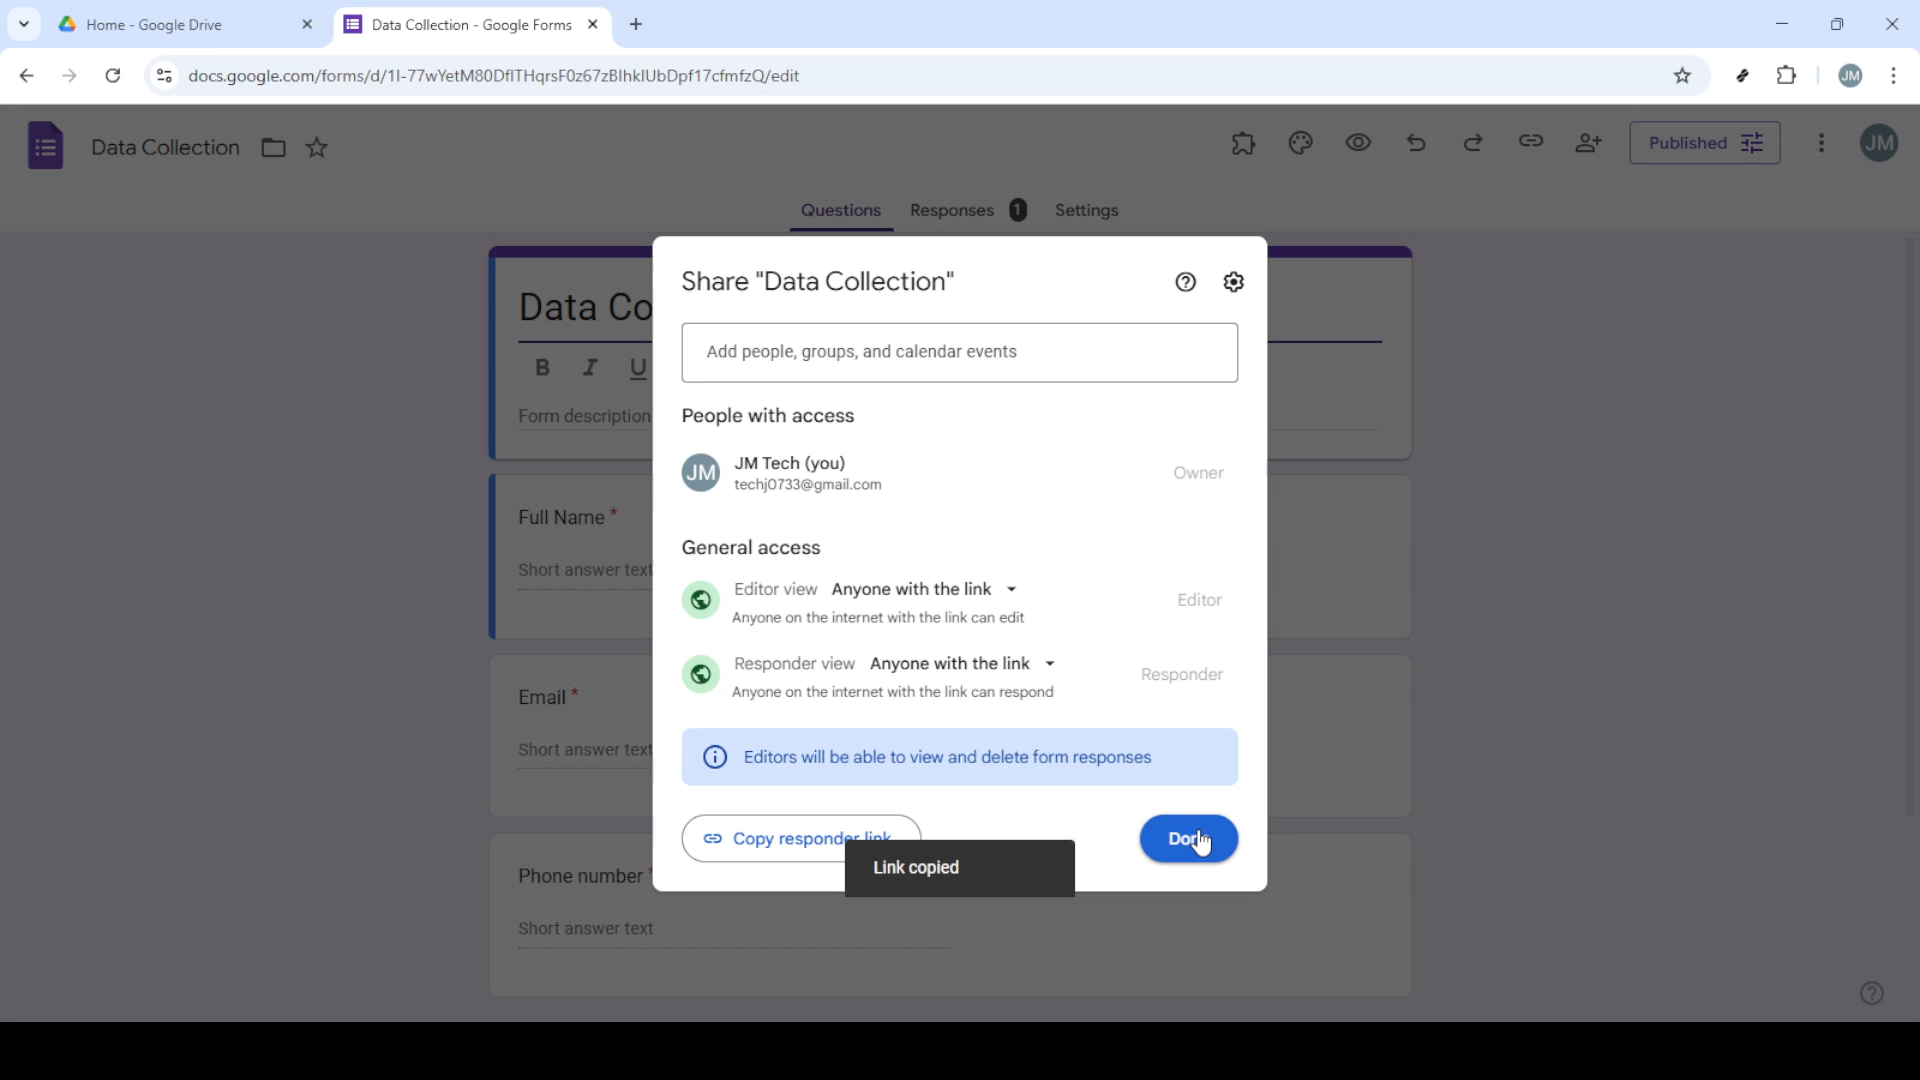 Home - Google Drive
Data Collection - Google Forms
docs.google.com/forms/d/1I-77wYetM80DflTHqrsF0z67zBlhklUbDpf17cfmfzQ/edit
JM
Data Collection
Published
JM
Questions
Responses 1
Settings
Share "Data Collection"
Data Co
Add people, groups, and calendar events
B I U
Form description
People with access
JM
JM Tech (you)
techj0733@gmail.com
Owner
Full Name *
Short answer text
General access
Editor view Anyone with the link
Anyone on the internet with the link can edit
Editor
Responder view Anyone with the link
Anyone on the internet with the link can respond
Responder
Email *
Short answer text
Editors will be able to view and delete form responses
Copy responder link
Done
Link copied
Phone number *
Short answer text